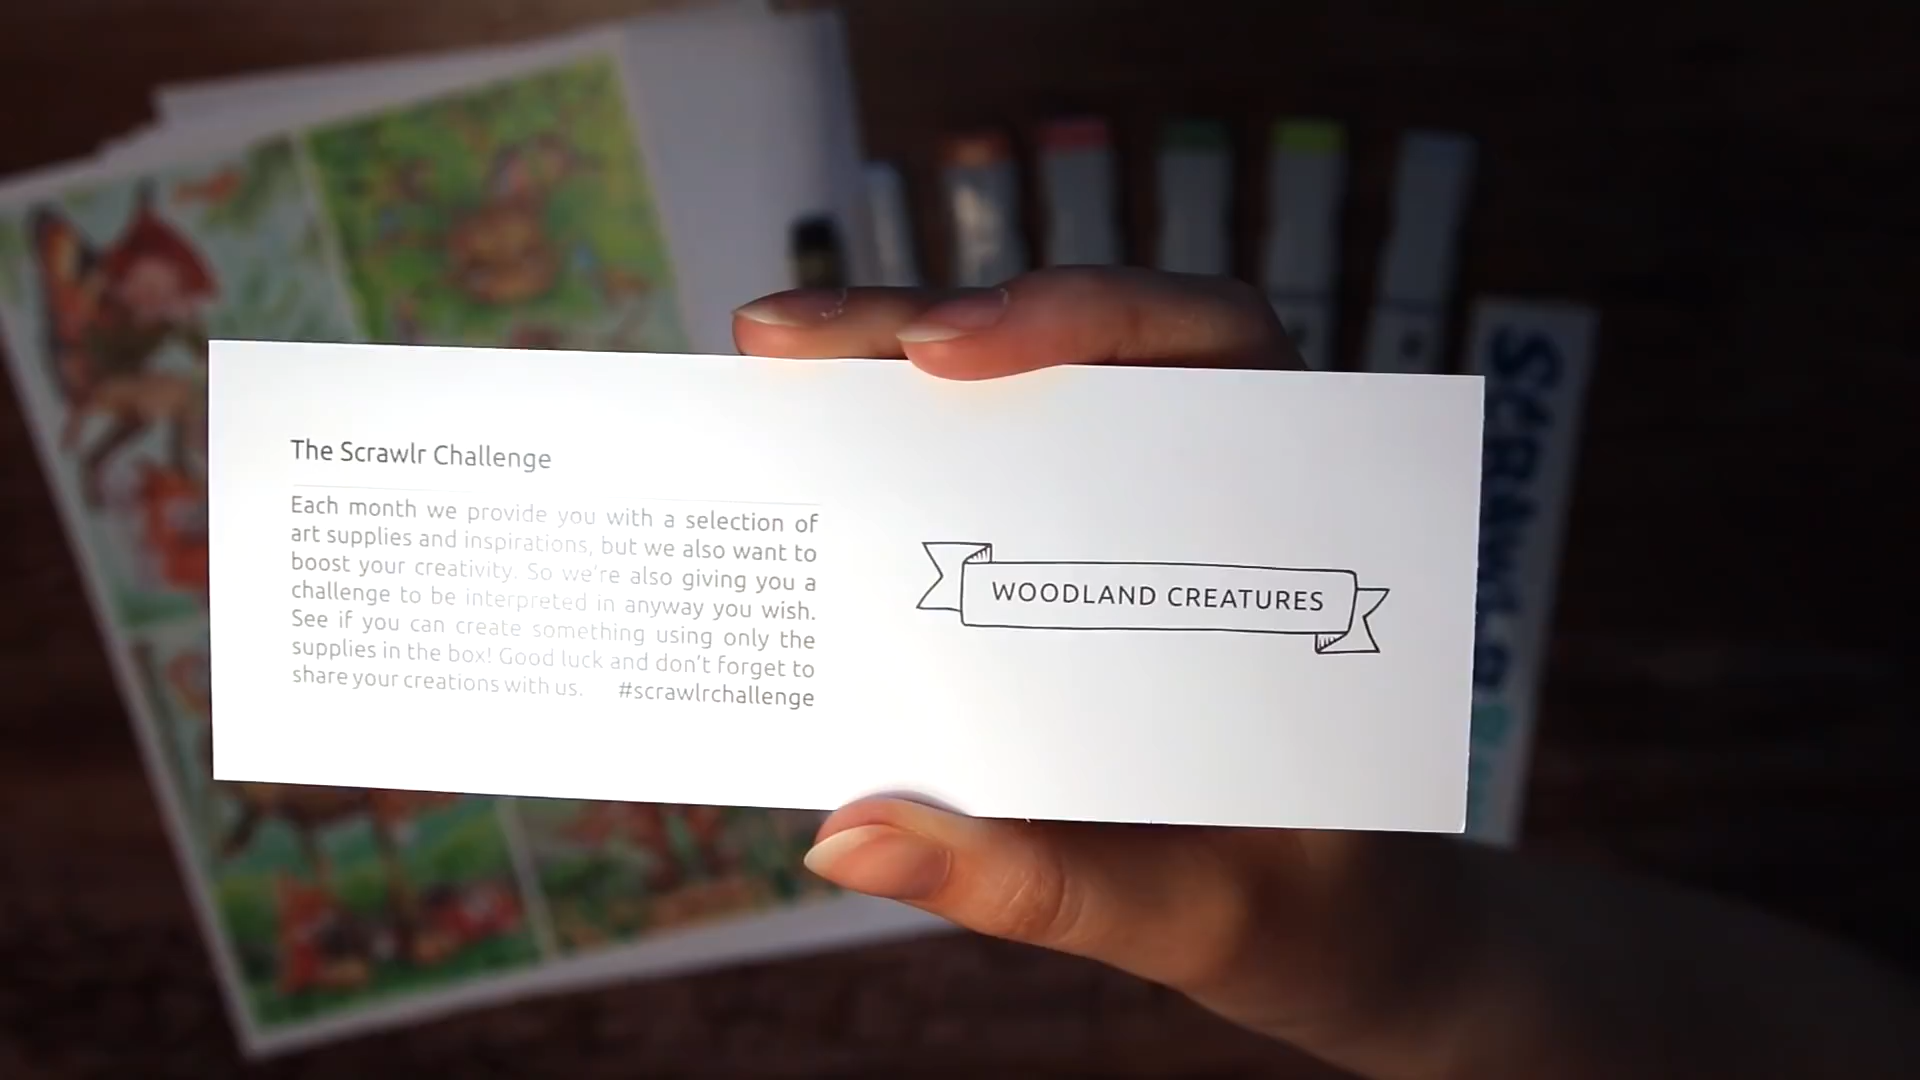 The Scrawlr Challenge
Each month we provide you with a selection of
art supplies and inspirations, but we also want to
boost your creativity. So we're also giving you a
challenge to be interpreted in anyway you wish.
See if you can create something using only the
supplies in the box! Good luck and don't forget to
share your creations with us. #scrawlrchallenge
WOODLAND CREATURES
SCRAWLR